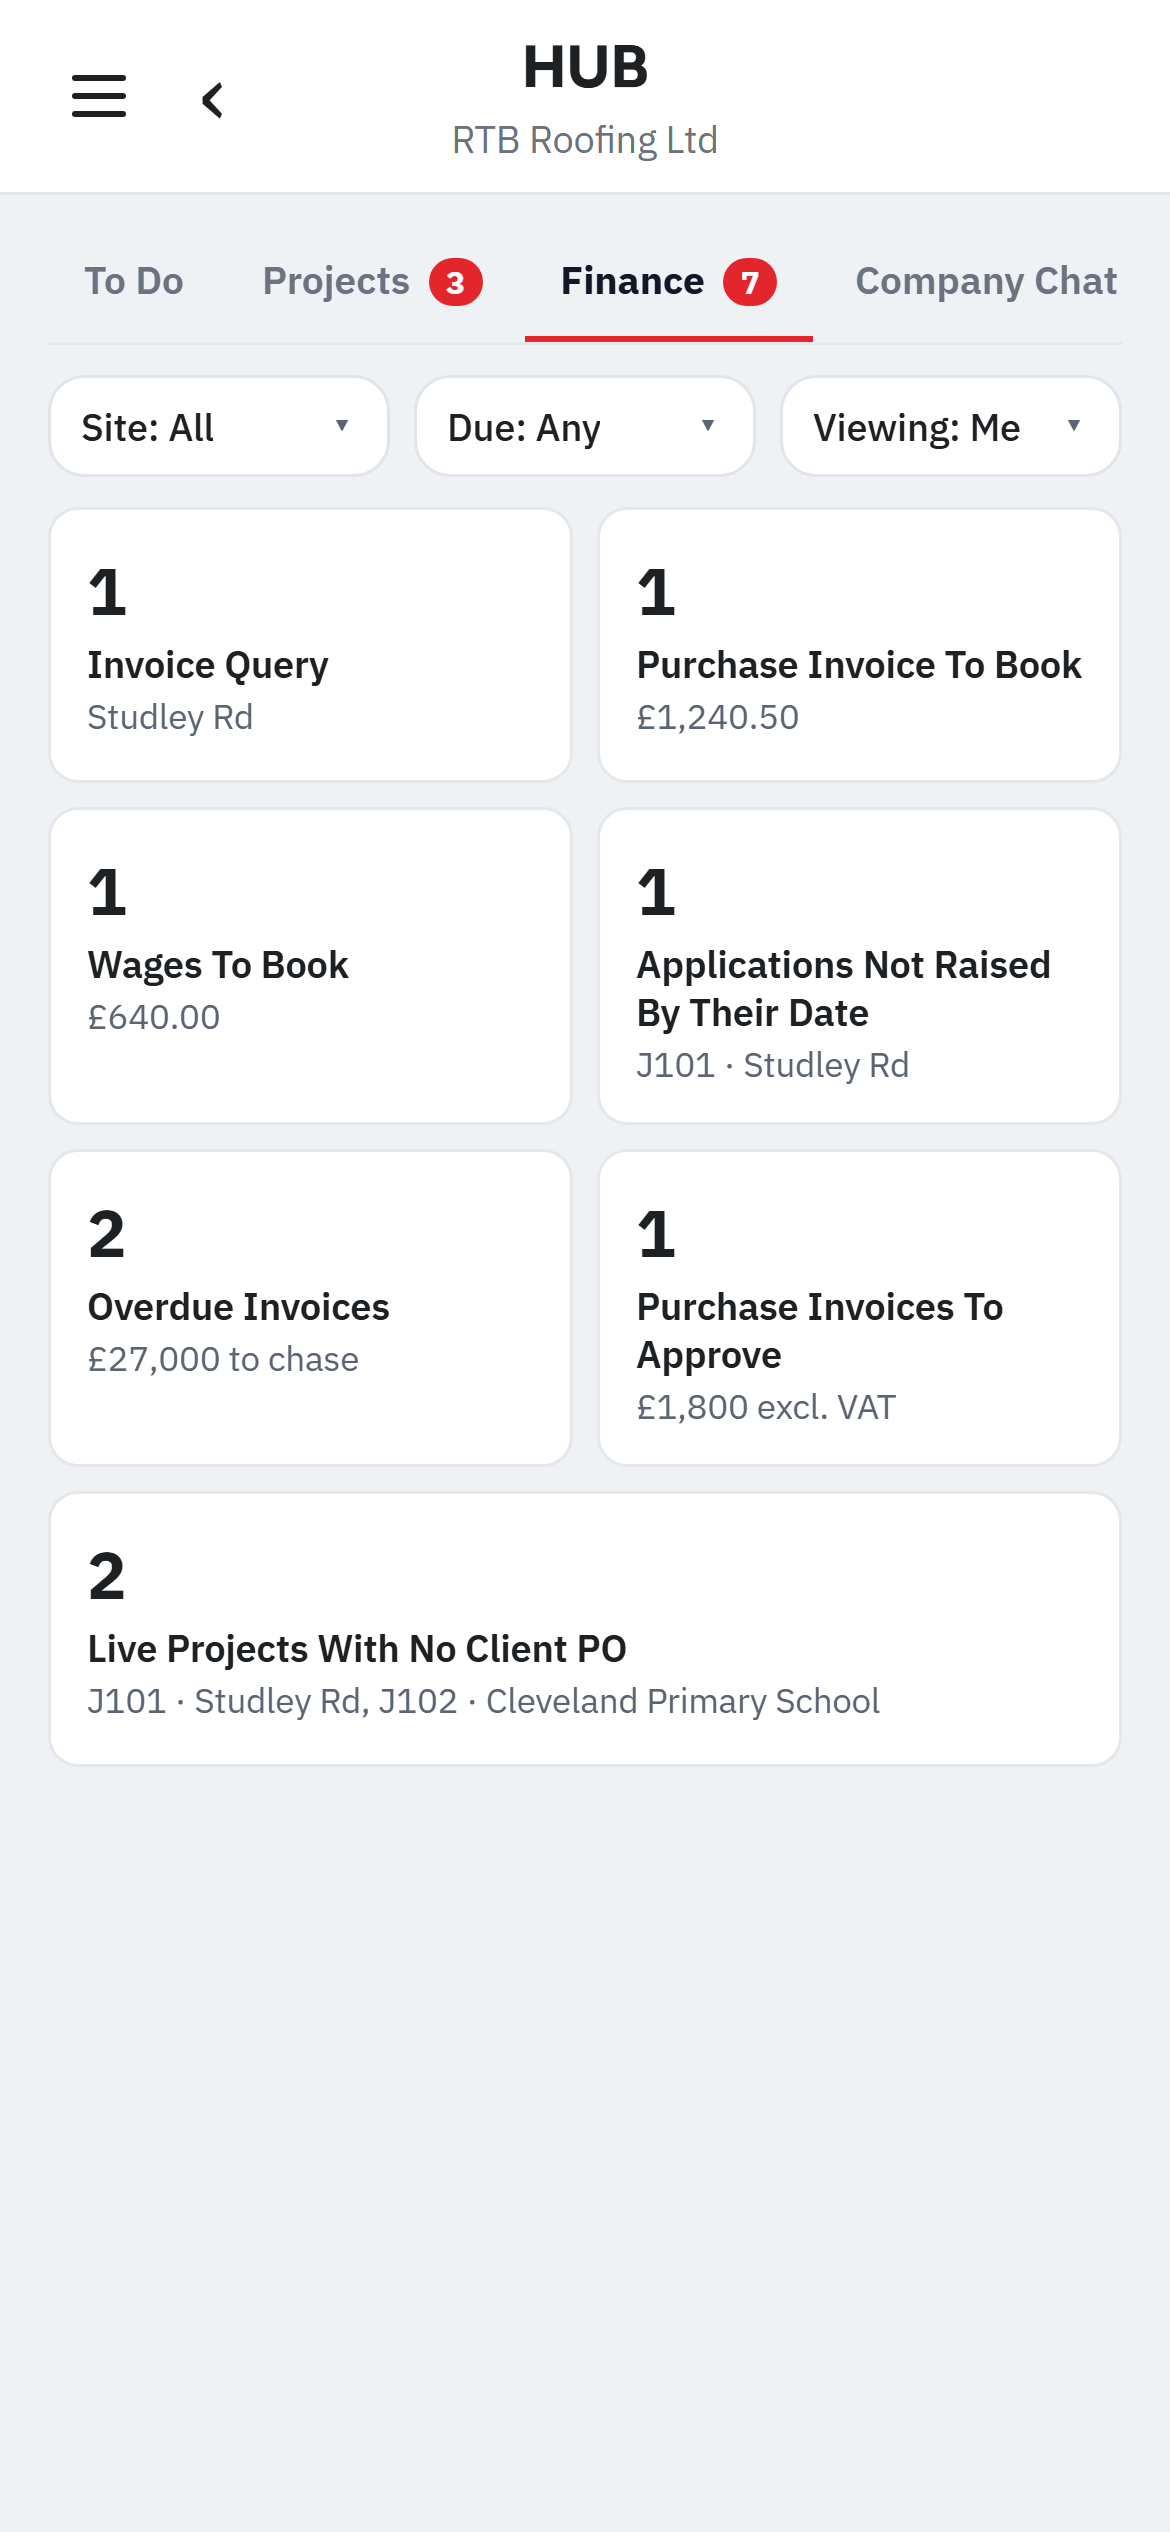 HUB
RTB Roofing Ltd
To Do
Projects 3
Finance 7
Company Chat
Site: All ▼
Due: Any ▼
Viewing: Me ▼
1
Invoice Query
Studley Rd
1
Purchase Invoice To Book
£1,240.50
1
Wages To Book
£640.00
1
Applications Not Raised
By Their Date
J101 · Studley Rd
2
Overdue Invoices
£27,000 to chase
1
Purchase Invoices To
Approve
£1,800 excl. VAT
2
Live Projects With No Client PO
J101 · Studley Rd, J102 · Cleveland Primary School